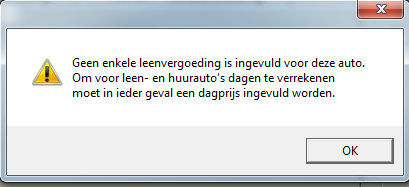 Geen enkele leenvergoeding is ingevuld voor deze auto.
Om voor leen- en huurauto's dagen te verrekenen
moet in ieder geval een dagprijs ingevuld worden.
OK